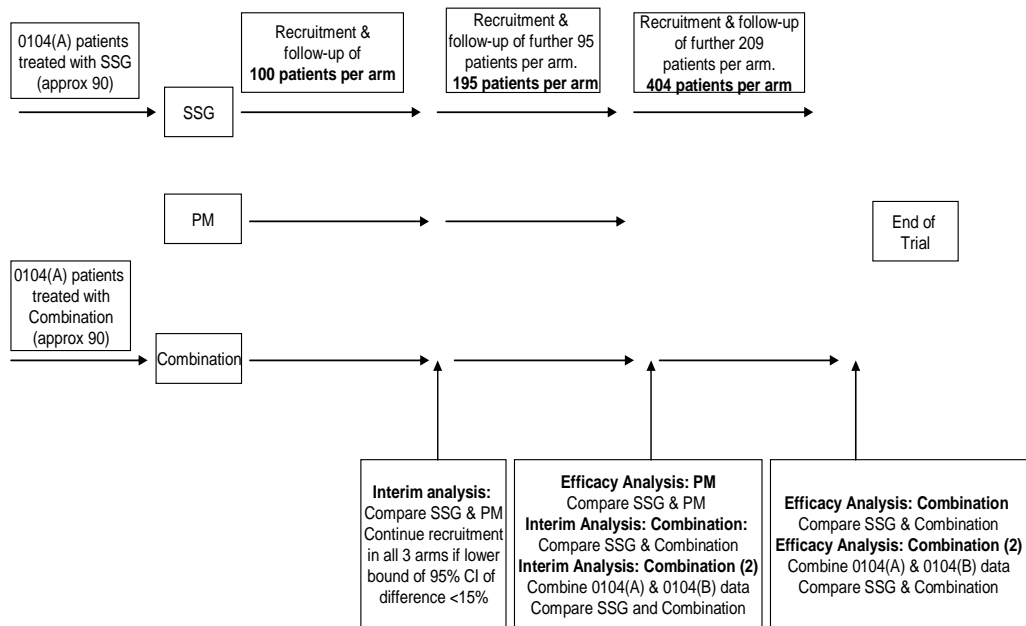 0104(A) patients
treated with SSG
(approx 90)
Recruitment &
follow-up of
100 patients per arm
Recruitment &
follow-up of further 95
patients per arm.
195 patients per arm
Recruitment & follow-up
of further 209
patients per arm.
404 patients per arm
SSG
PM
End of
Trial
0104(A) patients
treated with
Combination
(approx 90)
Combination
Interim analysis:
Compare SSG & PM
Continue recruitment
in all 3 arms if lower
bound of 95% CI of
difference <15%
Efficacy Analysis: PM
Compare SSG & PM
Interim Analysis: Combination:
Compare SSG & Combination
Interim Analysis: Combination (2)
Combine 0104(A) & 0104(B) data
Compare SSG and Combination
Efficacy Analysis: Combination
Compare SSG & Combination
Efficacy Analysis: Combination (2)
Combine 0104(A) & 0104(B) data
Compare SSG & Combination